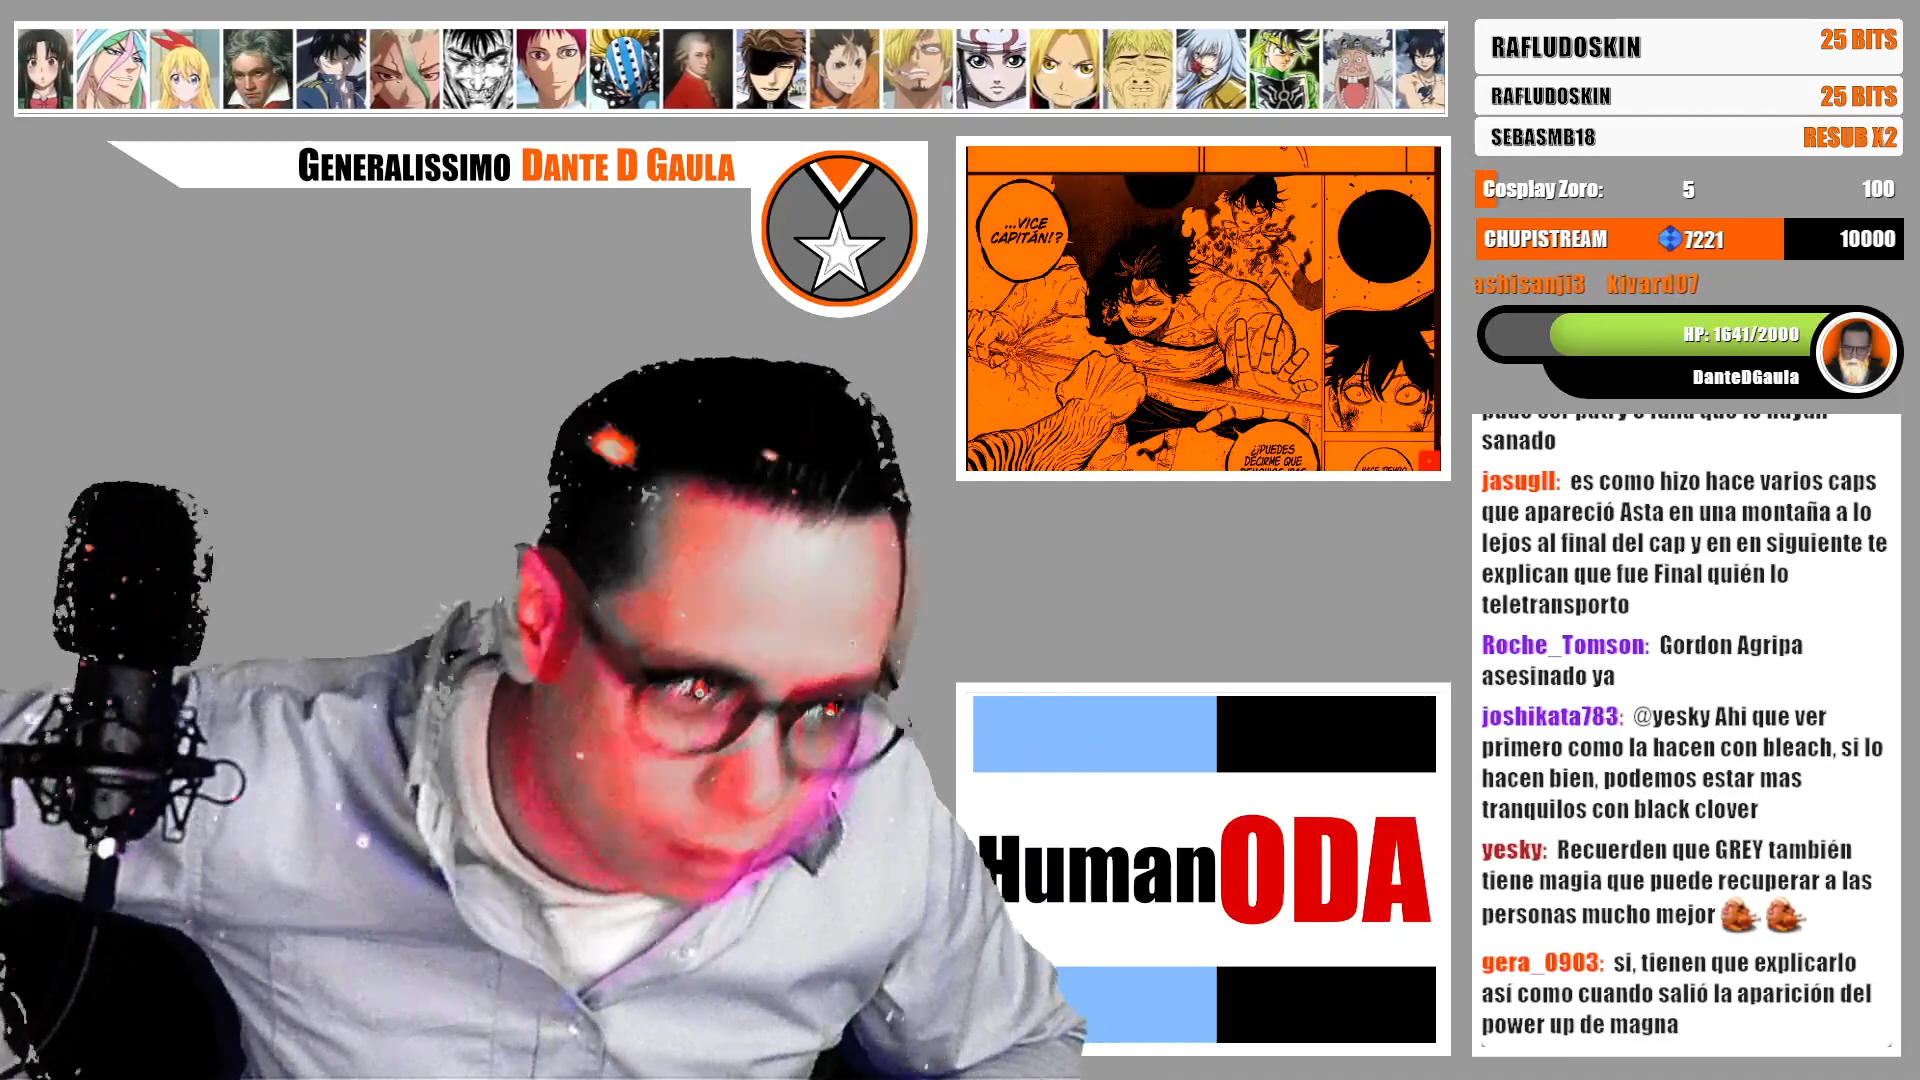 RAFLUDOSKIN 25 BITS
RAFLUDOSKIN 25 BITS
SEBASMB18 RESUB X2
Cosplay Zoro: 5 100
CHUPISTREAM 7221 10000
ashisanji3 kivard07
HP: 1641/2000
DanteDGaula
GENERALISSIMO DANTE D GAULA
...VICE
CAPITÁN!?
¿¡PUEDES
DECIRME QUE
HumanODA
sanado
jasugll: es como hizo hace varios caps
que apareció Asta en una montaña a lo
lejos al final del cap y en en siguiente te
explican que fue Final quién lo
teletransporto
Roche_Tomson: Gordon Agripa
asesinado ya
joshikata783: @yesky Ahi que ver
primero como la hacen con bleach, si lo
hacen bien, podemos estar mas
tranquilos con black clover
yesky: Recuerden que GREY también
tiene magia que puede recuperar a las
personas mucho mejor
gera_0903: si, tienen que explicarlo
así como cuando salió la aparición del
power up de magna